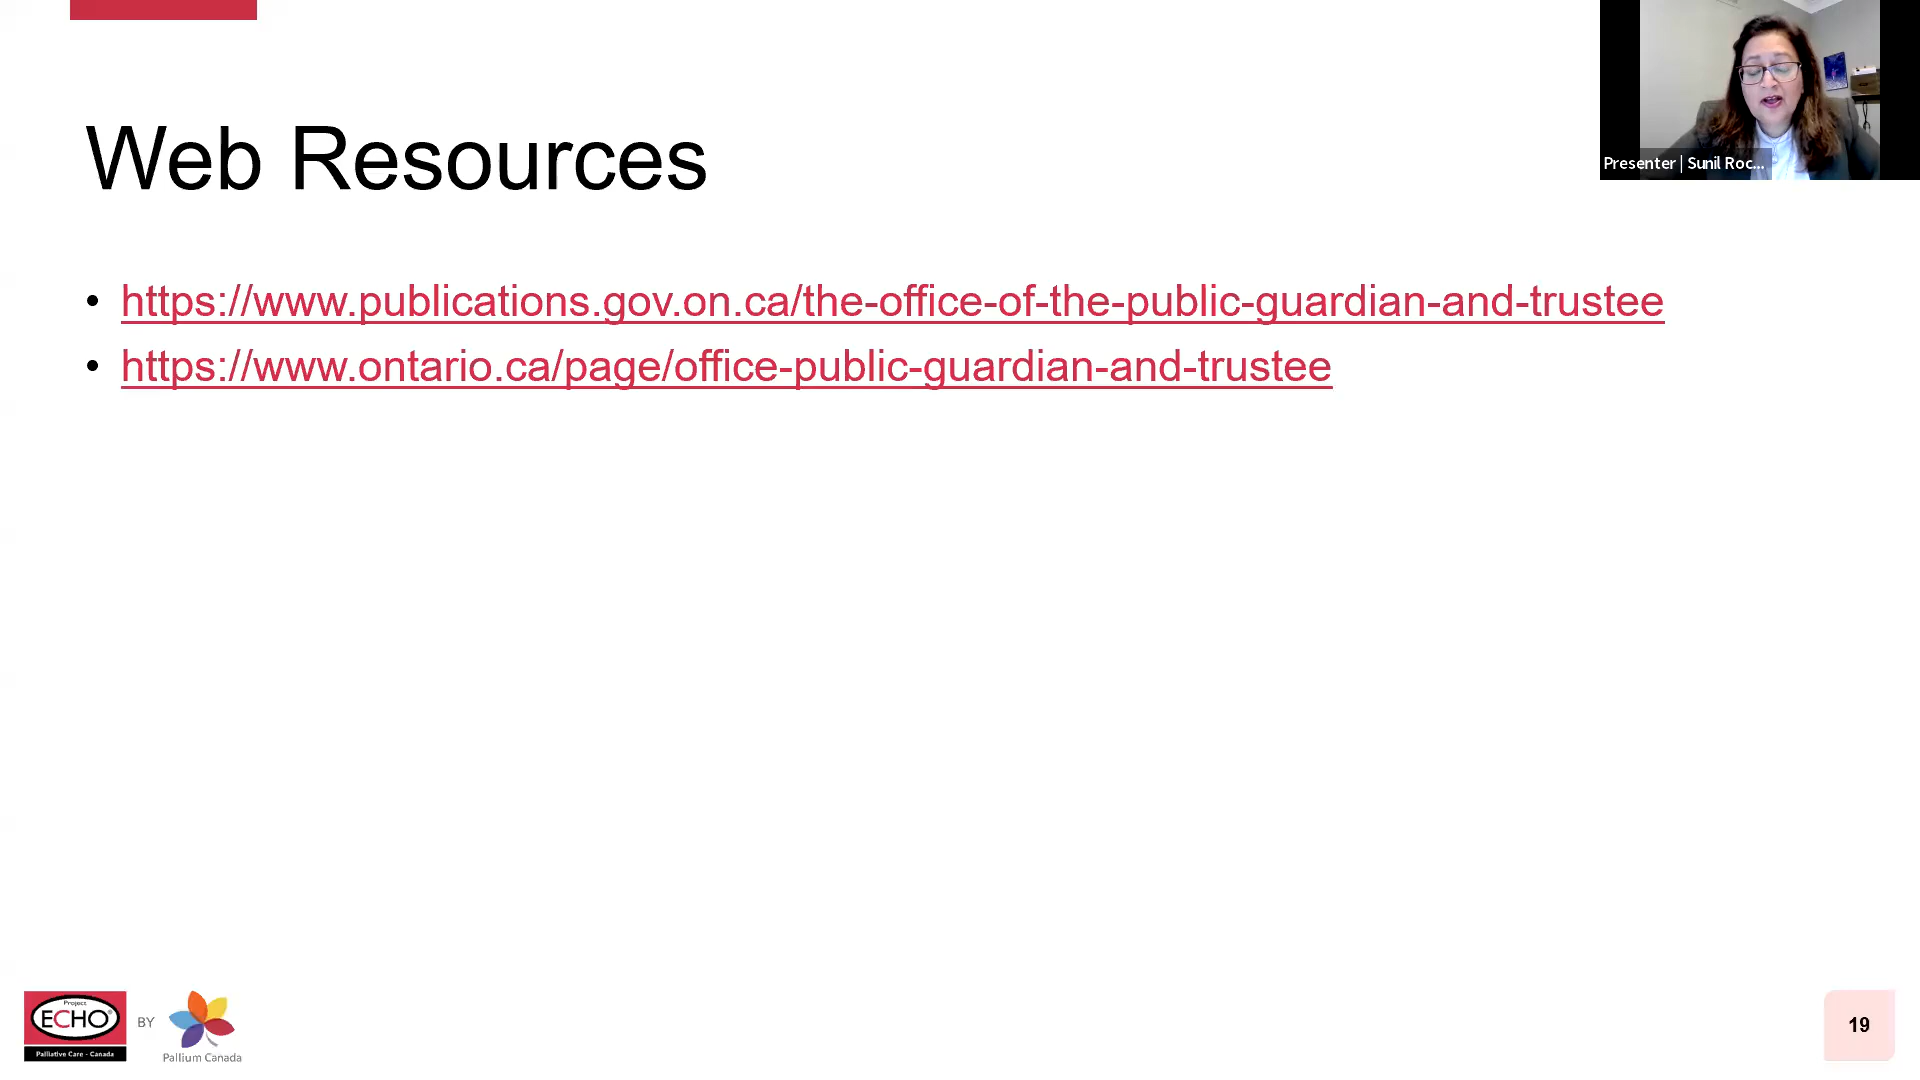 Web Resources
Presenter | Sunil Roc...
• https://www.publications.gov.on.ca/the-office-of-the-public-guardian-and-trustee
• https://www.ontario.ca/page/office-public-guardian-and-trustee
Project
ECHO®
Palliative Care - Canada
BY
Pallium Canada
19